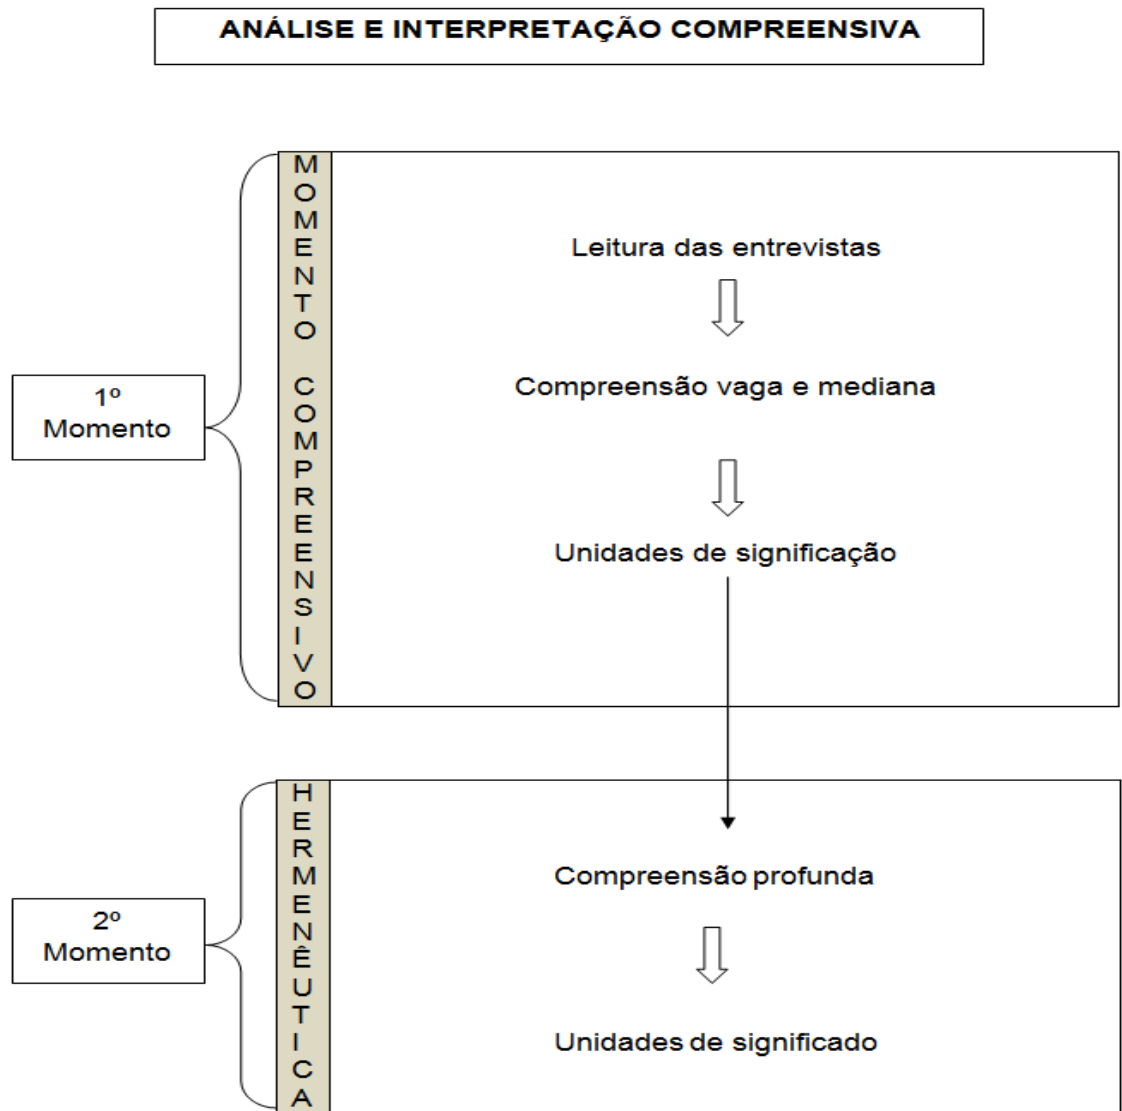 ANÁLISE E INTERPRETAÇÃO COMPREENSIVA
1º
Momento
MOMENTO COMPREENSIVO
Leitura das entrevistas
Compreensão vaga e mediana
Unidades de significação
2º
Momento
HERMENÊUTICA
Compreensão profunda
Unidades de significado